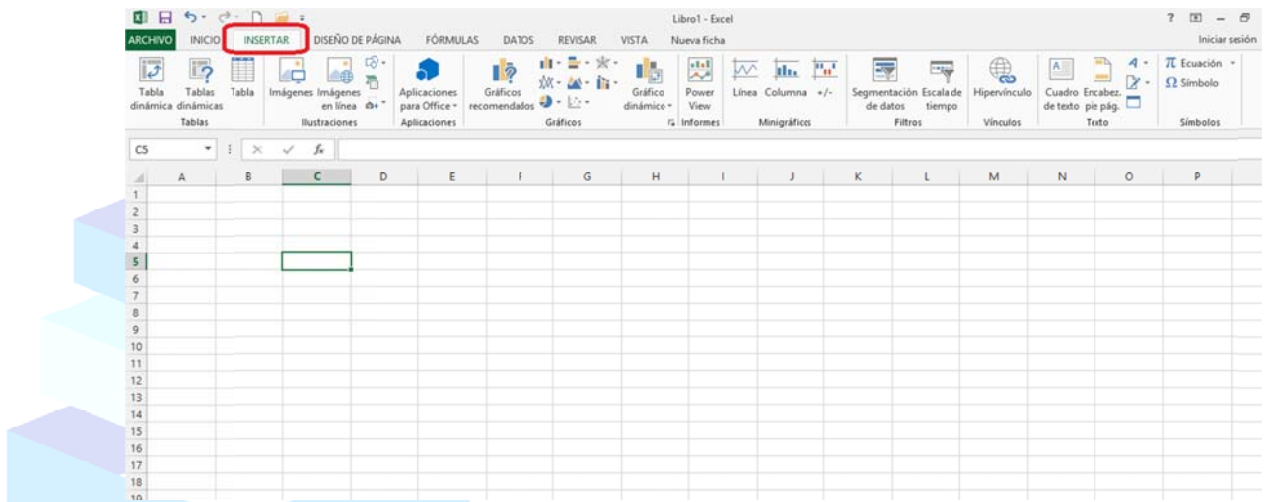 Libro1 - Excel
ARCHIVO INICIO INSERTAR DISEÑO DE PÁGINA FÓRMULAS DATOS REVISAR VISTA Nueva ficha Iniciar sesión
Tabla dinámica
Tablas dinámicas
Tabla
Tablas
Imágenes
Imágenes en línea
Ilustraciones
Aplicaciones para Office
Aplicaciones
Gráficos recomendados
Gráficos
Gráfico dinámico
Power View
Informes
Línea
Columna
+/-
Minigráficos
Segmentación de datos
Escala de tiempo
Filtros
Hipervínculo
Vínculos
Cuadro de texto
Encabez. pie pág.
Texto
π Ecuación
Ω Símbolo
Símbolos
C5 fx
A B C D E F G H I J K L M N O P
1
2
3
4
5
6
7
8
9
10
11
12
13
14
15
16
17
18
19